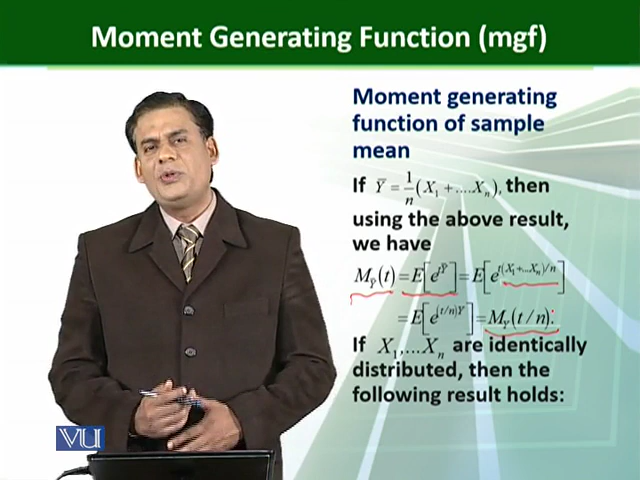 Moment Generating Function (mgf)
Moment generating
function of sample
mean
If Ȳ = 1/n (X₁ + ....Xₙ), then
using the above result,
we have
M_Ȳ(t) = E[e^{tȲ}] = E[e^{t(X₁+...Xₙ)/n}]
= E[e^{(t/n)Y}] = M_Y(t/n):
If X₁,...Xₙ are identically
distributed, then the
following result holds:
VU